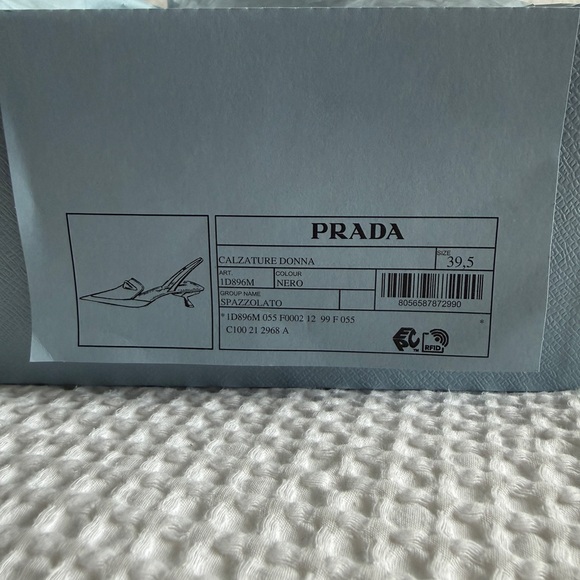 PRADA
CALZATURE DONNA
SIZE
39,5
ART.
1D896M
COLOUR
NERO
GROUP NAME
SPAZZOLATO
8056587872990
*1D896M 055 F0002 12 99 F 055 *
C100 21 2968 A
EPC™ RFID